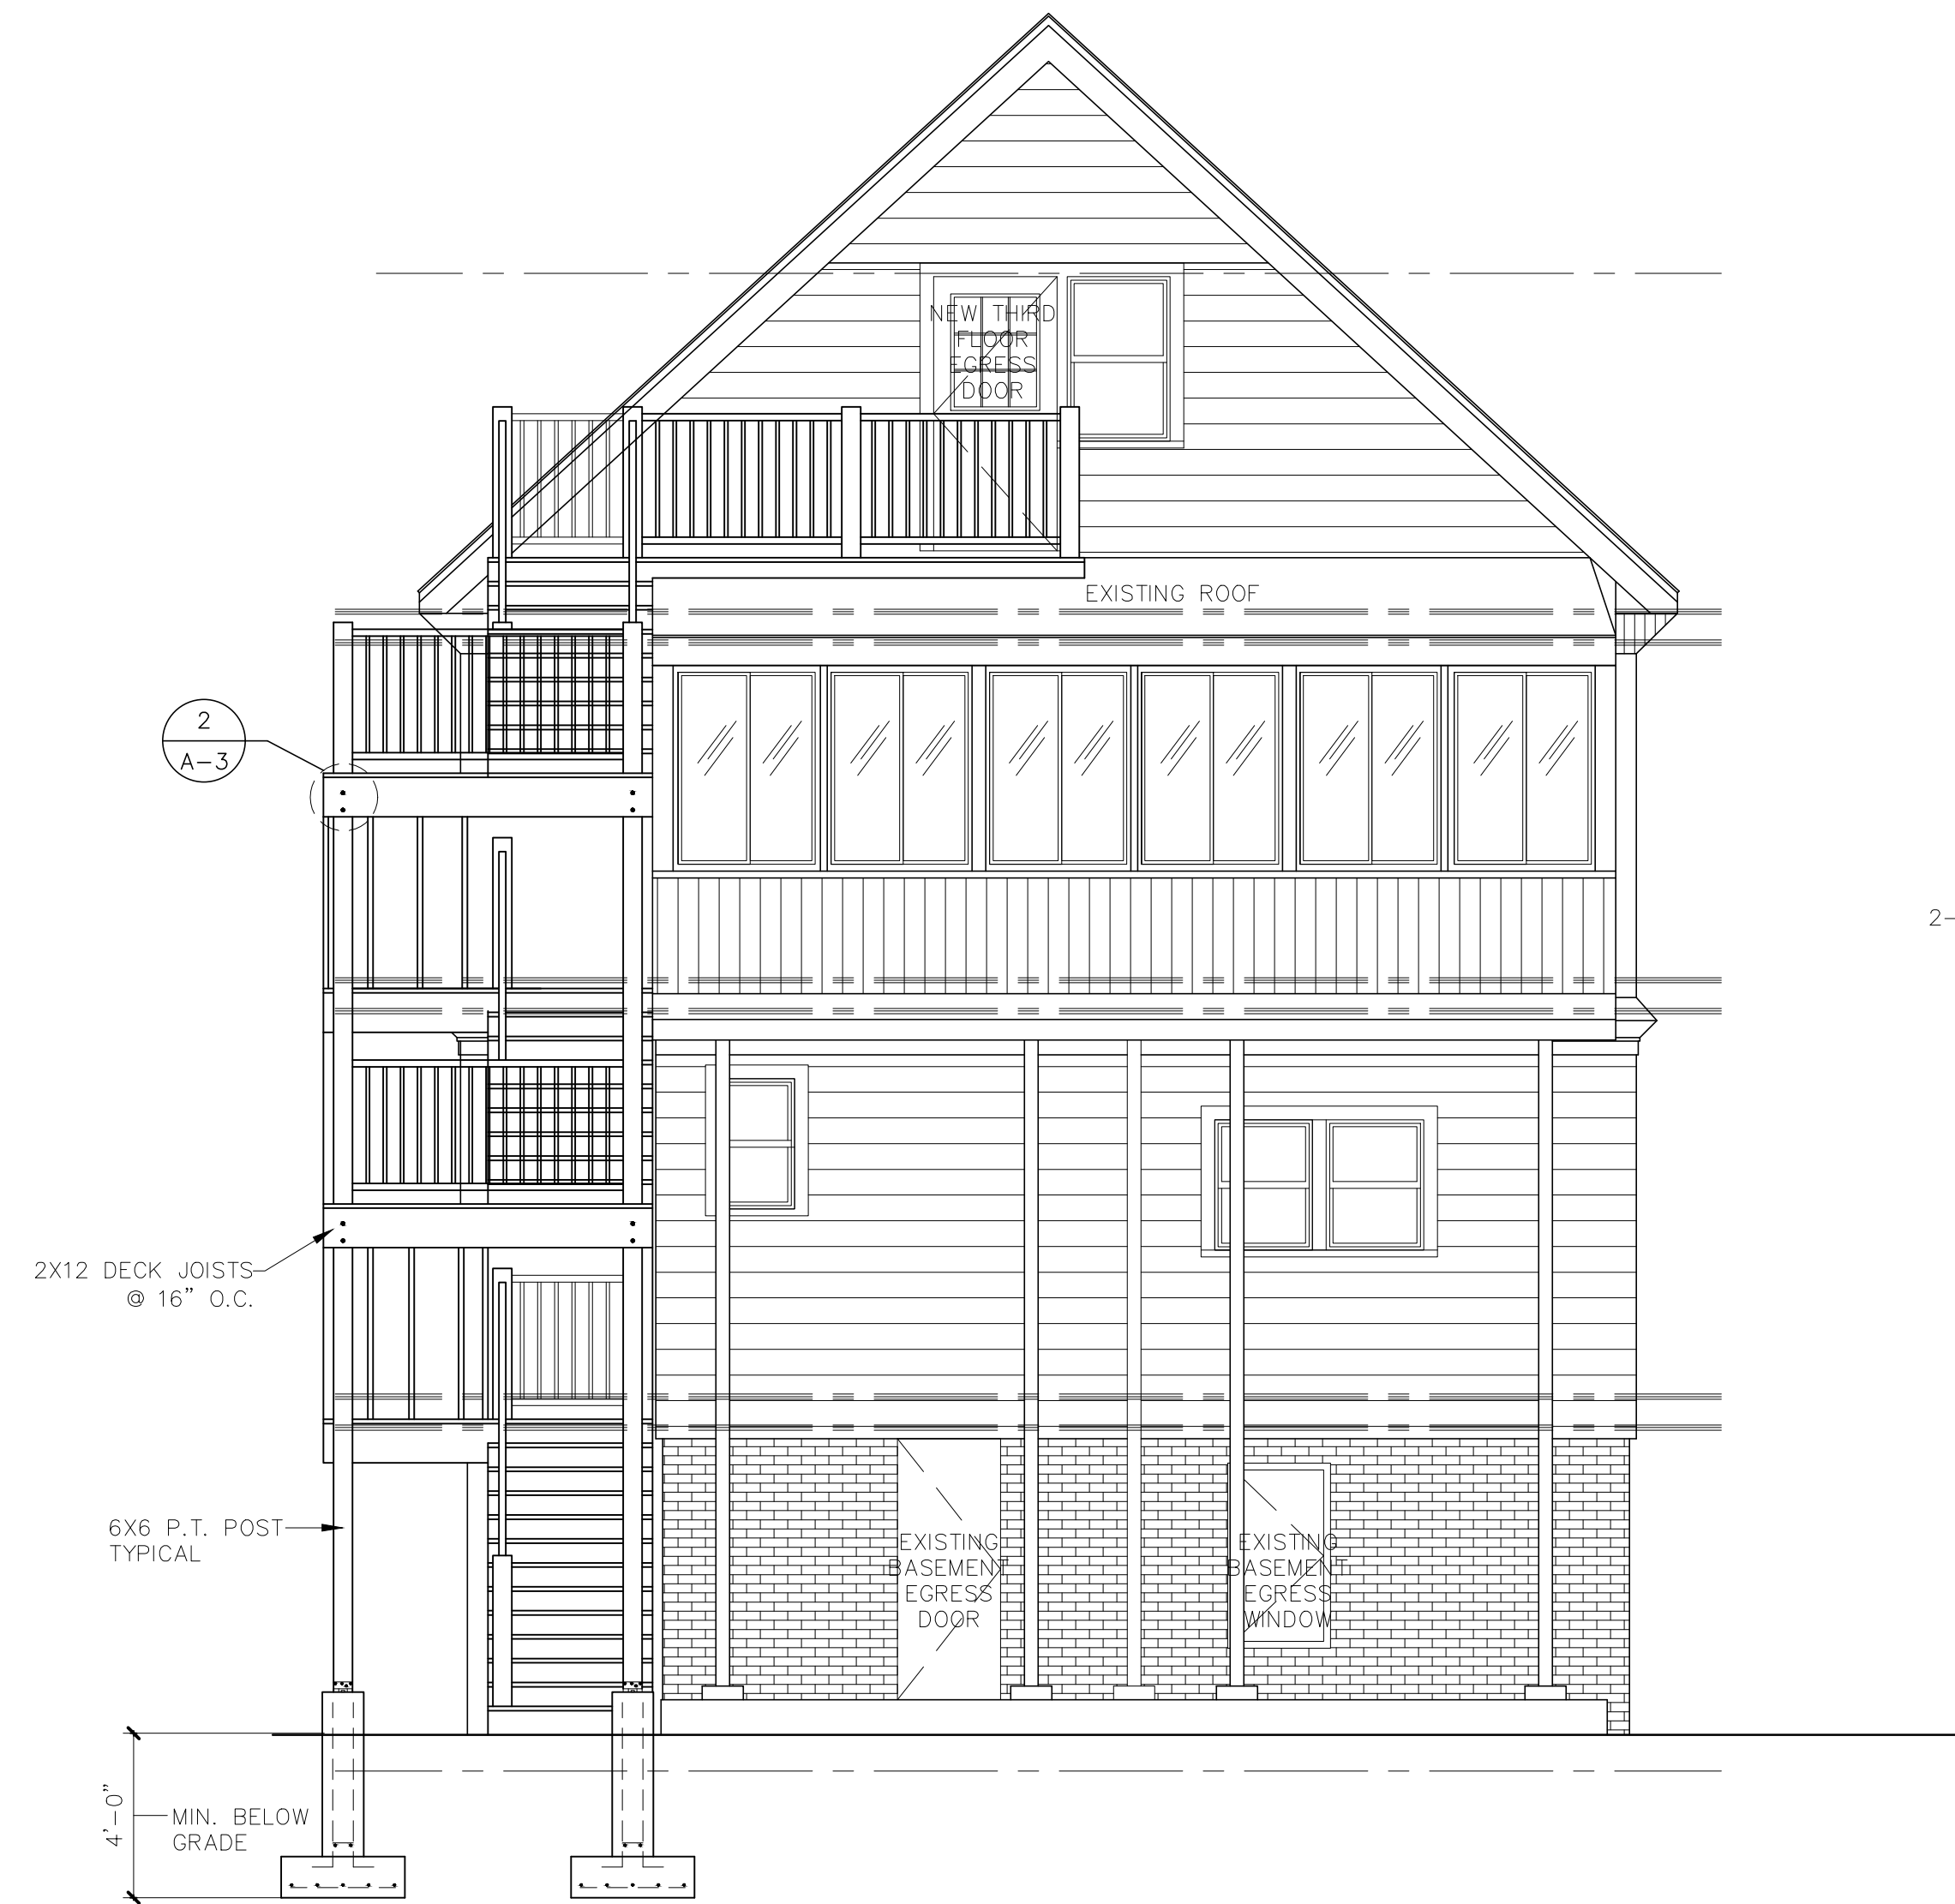 NEW THIRD
FLOOR
EGRESS
DOOR
EXISTING ROOF
2
A-3
2-
2X12 DECK JOISTS
@ 16" O.C.
6X6 P.T. POST
TYPICAL
EXISTING
BASEMENT
EGRESS
DOOR
EXISTING
BASEMENT
EGRESS
WINDOW
4'-0"
MIN. BELOW
GRADE